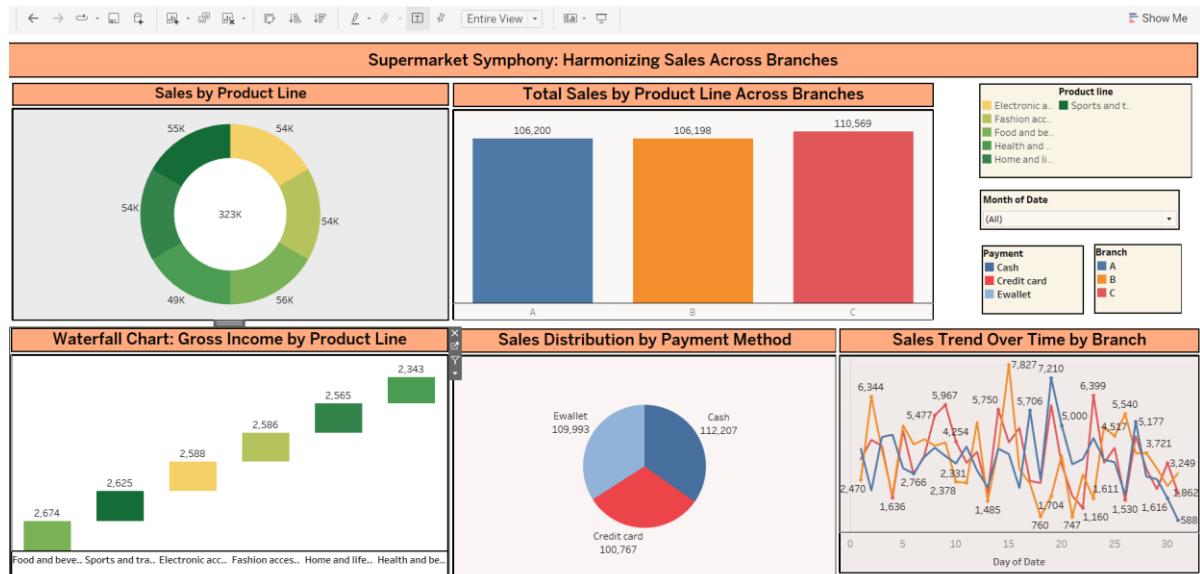 Entire View
Show Me
Supermarket Symphony: Harmonizing Sales Across Branches
Sales by Product Line
55K
54K
54K
54K
323K
49K
56K
Total Sales by Product Line Across Branches
106,200
106,198
110,569
A
B
C
Product line
Electronic a..
Sports and t..
Fashion acc..
Food and be..
Health and ..
Home and li..
Month of Date
(All)
Payment
Cash
Credit card
Ewallet
Branch
A
B
C
Waterfall Chart: Gross Income by Product Line
2,674
2,625
2,588
2,586
2,565
2,343
Food and beve..
Sports and tra..
Electronic acc..
Fashion acces..
Home and life..
Health and be..
Sales Distribution by Payment Method
Ewallet
109,993
Cash
112,207
Credit card
100,767
Sales Trend Over Time by Branch
7,827
7,210
6,344
5,967
5,750
5,706
6,399
5,477
5,000
5,540
4,254
4,517
5,177
3,721
3,249
2,470
2,766
2,331
2,378
1,636
1,485
1,704
760
747
1,611
1,160
1,530
1,616
1,862
588
0
5
10
15
20
25
30
Day of Date